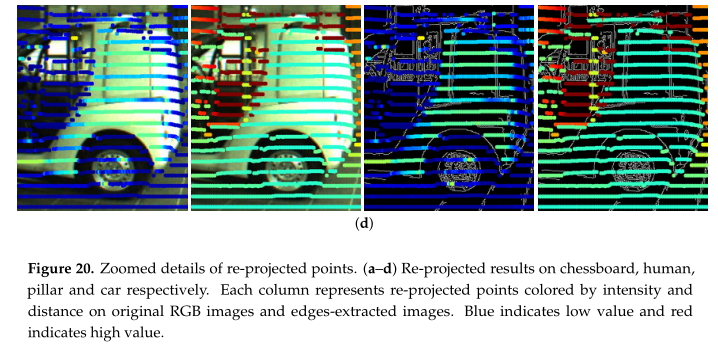 (d)
Figure 20. Zoomed details of re-projected points. (a–d) Re-projected results on chessboard, human,
pillar and car respectively. Each column represents re-projected points colored by intensity and
distance on original RGB images and edges-extracted images. Blue indicates low value and red
indicates high value.